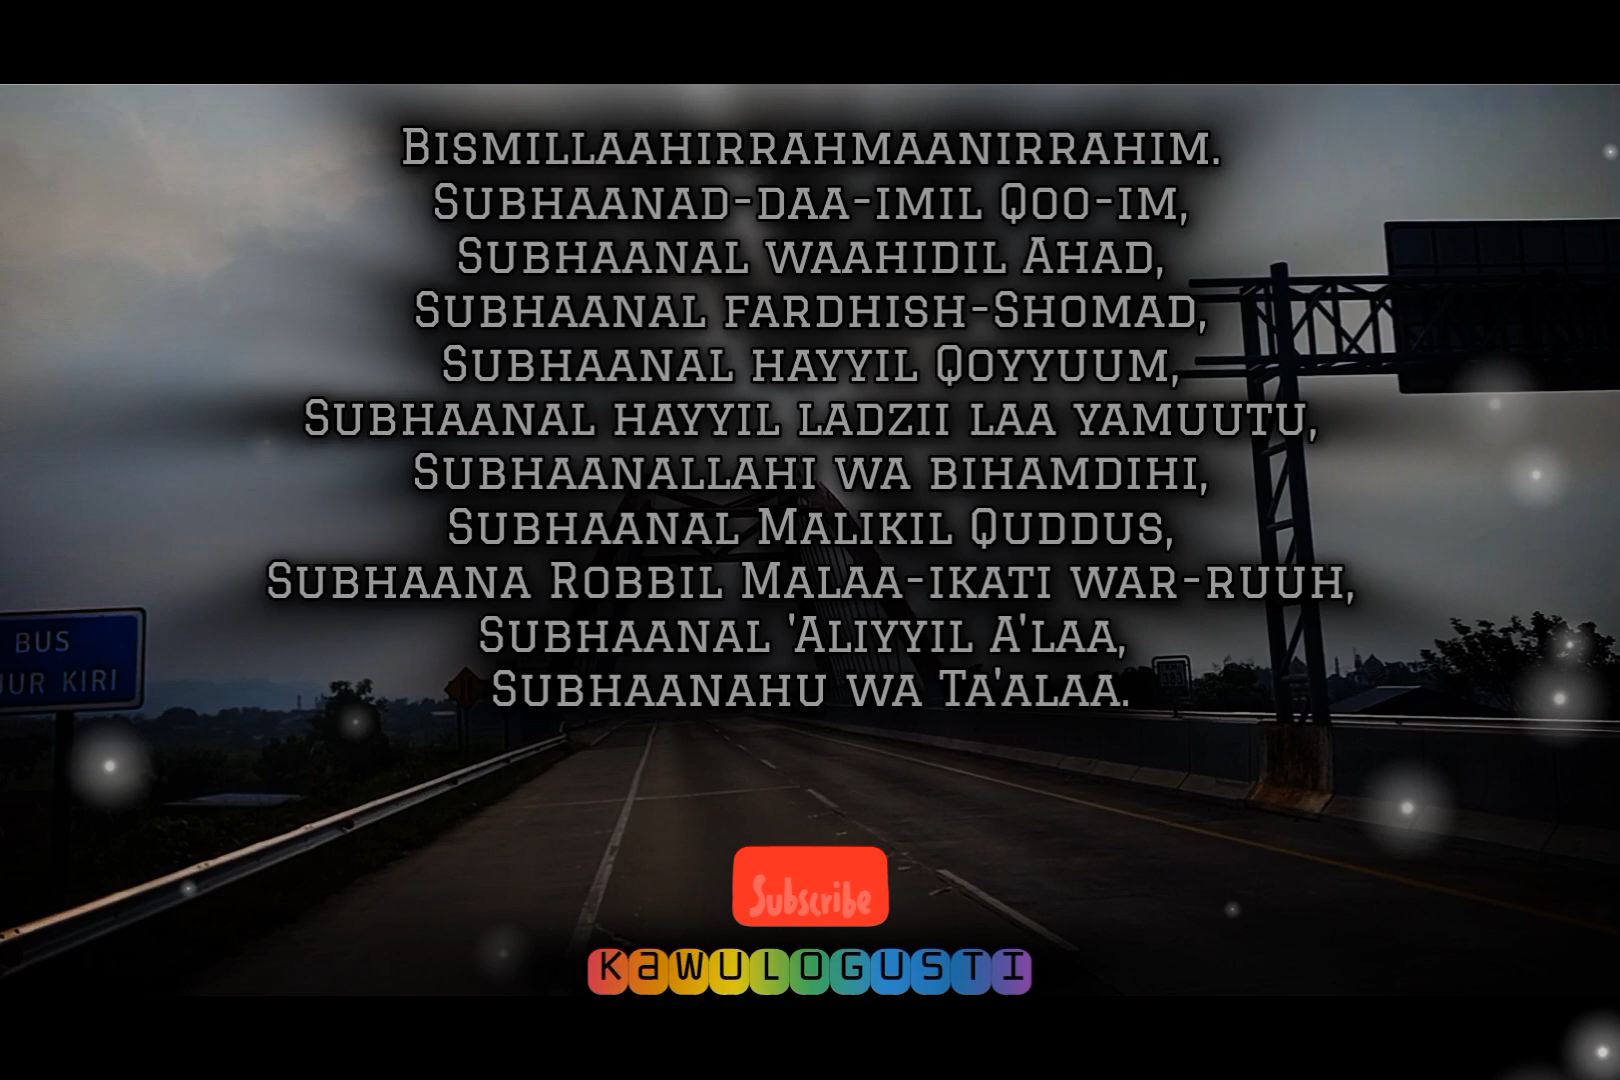 Bismillaahirrahmaanirrahim.
Subhaanad-daa-imil Qoo-im,
Subhaanal waahidil Ahad,
Subhaanal fardhish-Shomad,
Subhaanal hayyil Qoyyuum,
Subhaanal hayyil ladzii laa yamuutu,
Subhaanallahi wa bihamdihi,
Subhaanal Malikil Quddus,
Subhaana Robbil Malaa-ikati war-ruuh,
Subhaanal 'Aliyyil A'laa,
Subhaanahu wa Ta'alaa.
BUS
KIRI
Subscribe
KaWULOGUSTI